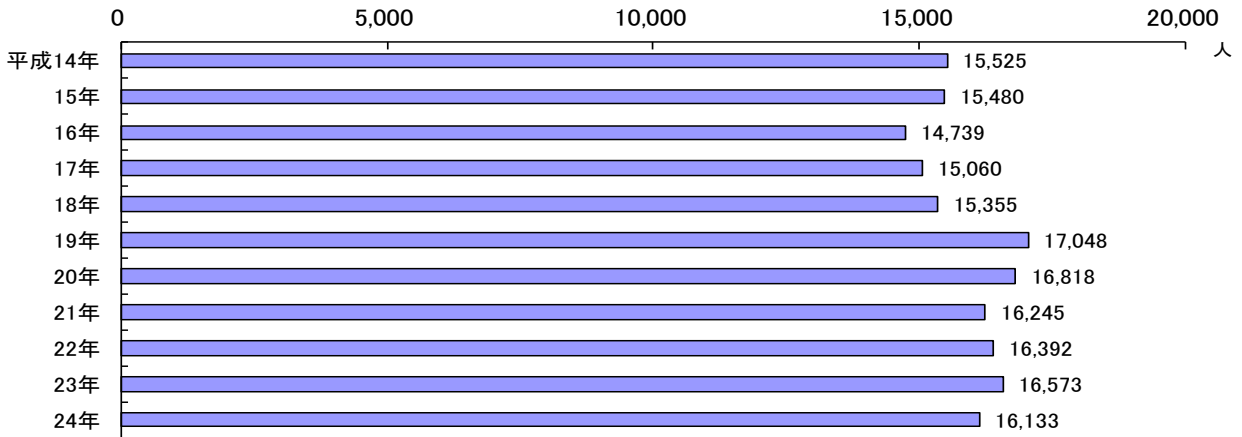 0 5,000 10,000 15,000 20,000
人
平成14年 15,525
15年 15,480
16年 14,739
17年 15,060
18年 15,355
19年 17,048
20年 16,818
21年 16,245
22年 16,392
23年 16,573
24年 16,133